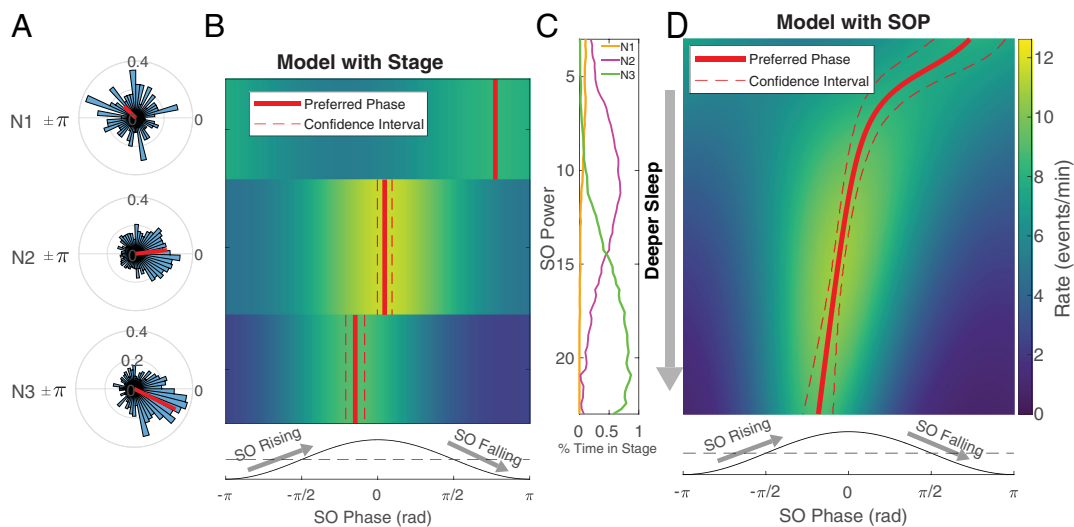 A
0.4
N1 ±π
0
0
0.4
N2 ±π
0
0
0.4
0.2
N3 ±π
0
0
B
Model with Stage
Preferred Phase
Confidence Interval
SO Rising
SO Falling
-π
-π/2
0
π/2
π
SO Phase (rad)
C
N1
N2
N3
5
10
15
20
SO Power
0
0.5
1
% Time in Stage
Deeper Sleep
D
Model with SOP
Preferred Phase
Confidence Interval
SO Rising
SO Falling
-π
-π/2
0
π/2
π
SO Phase (rad)
12
10
8
6
4
2
0
Rate (events/min)